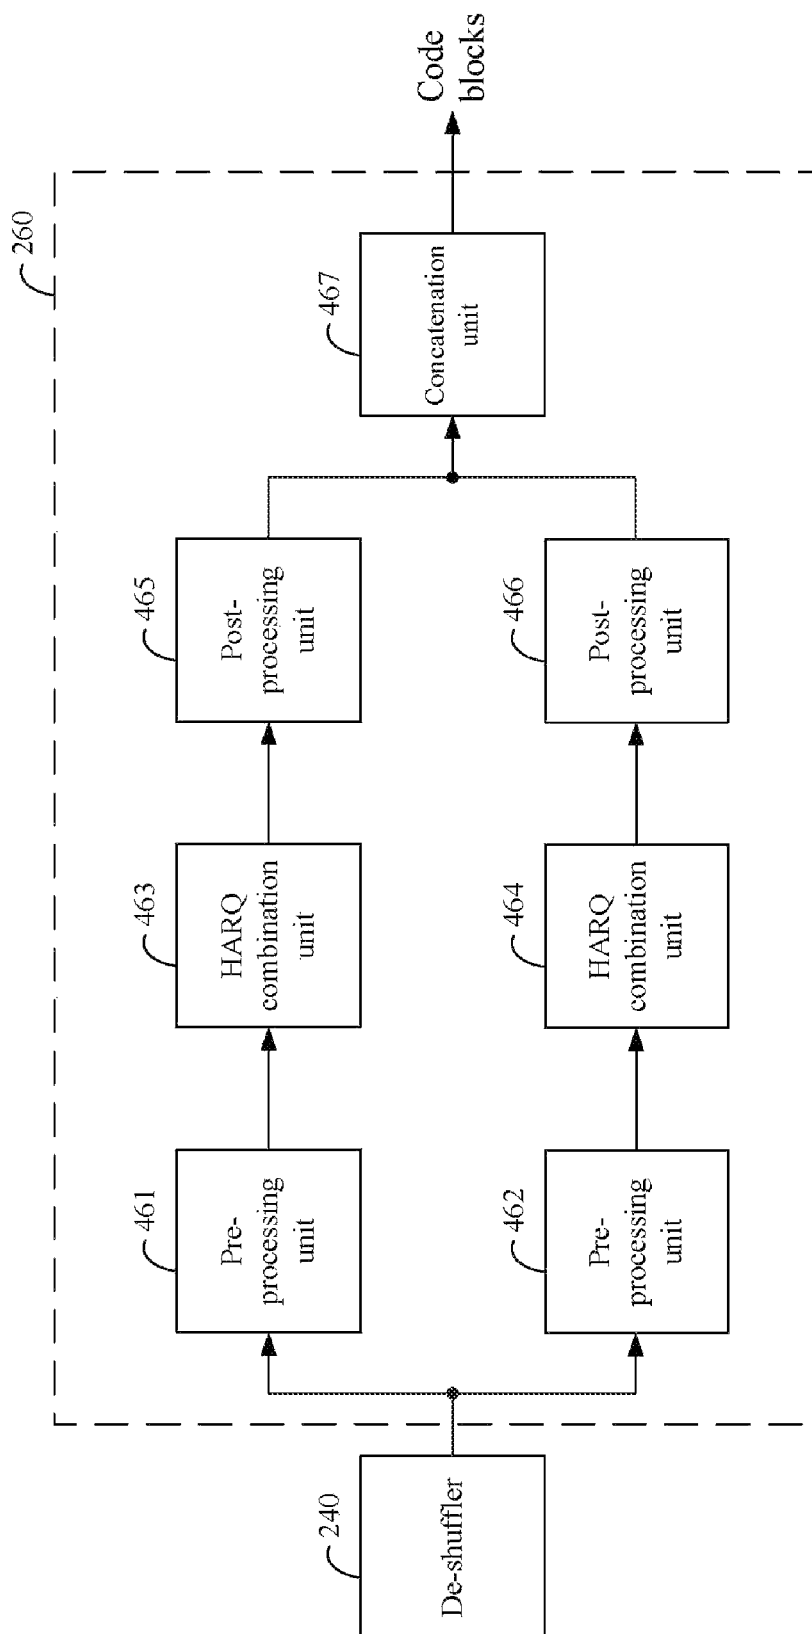 260
240
De-shuffler
461
Pre-
processing
unit
463
HARQ
combination
unit
465
Post-
processing
unit
462
Pre-
processing
unit
464
HARQ
combination
unit
466
Post-
processing
unit
467
Concatenation
unit
Code
blocks